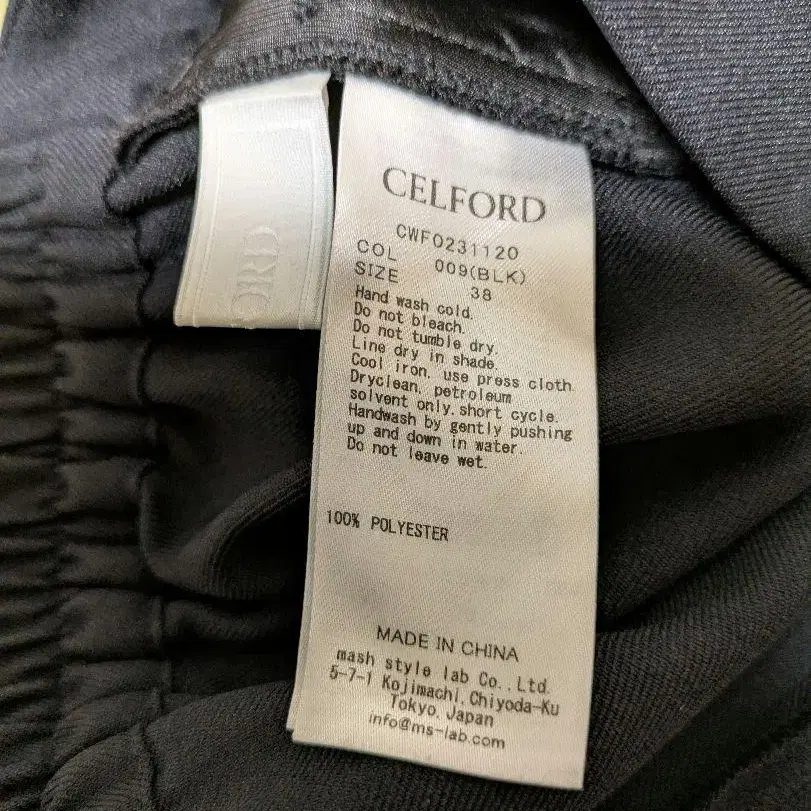 CELFORD
CWFO231120
COL 009(BLK)
SIZE 38
Hand wash cold.
Do not bleach.
Do not tumble dry.
Line dry in shade.
Cool iron, use press cloth.
Dryclean, petroleum
solvent only.short cycle.
Handwash by gently pushing
up and down in water.
Do not leave wet.
100% POLYESTER
MADE IN CHINA
mash style lab Co.,Ltd.
5-7-1 Kojimachi,Chiyoda-Ku
Tokyo,Japan
info@ms-lab.com